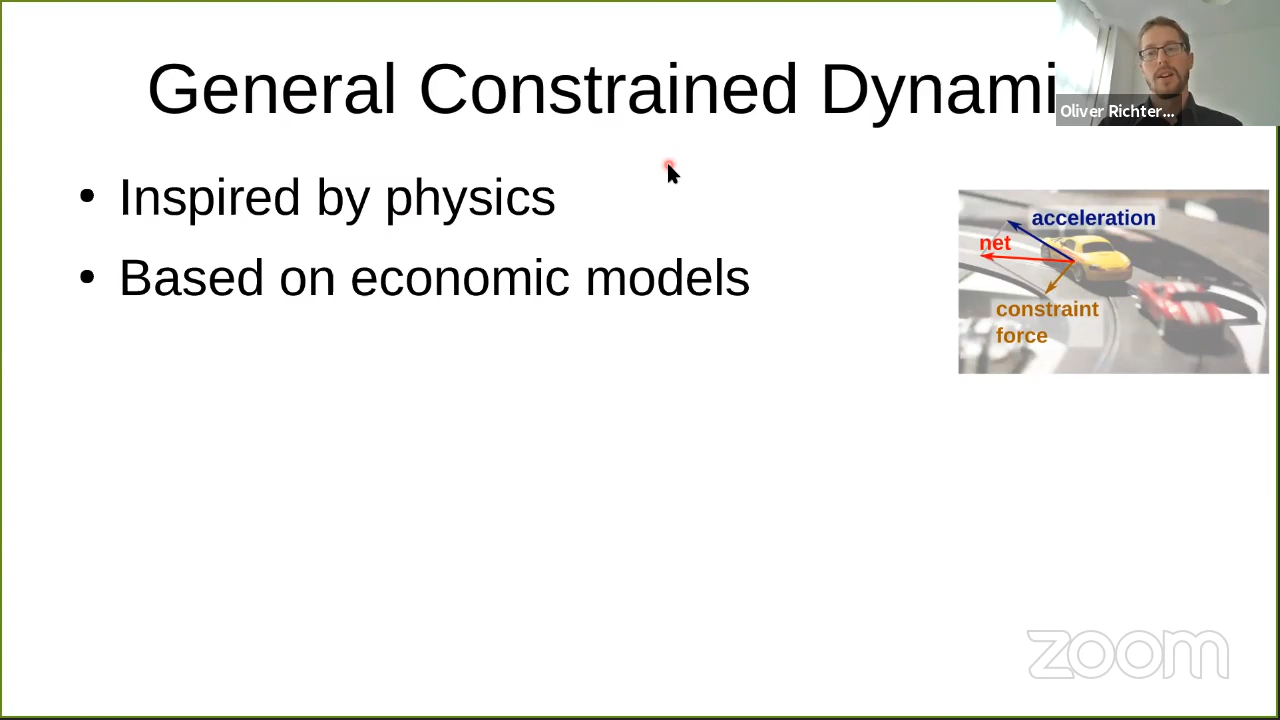 General Constrained Dynami
Oliver Richter...
• Inspired by physics
• Based on economic models
acceleration
net
constraint
force
zoom